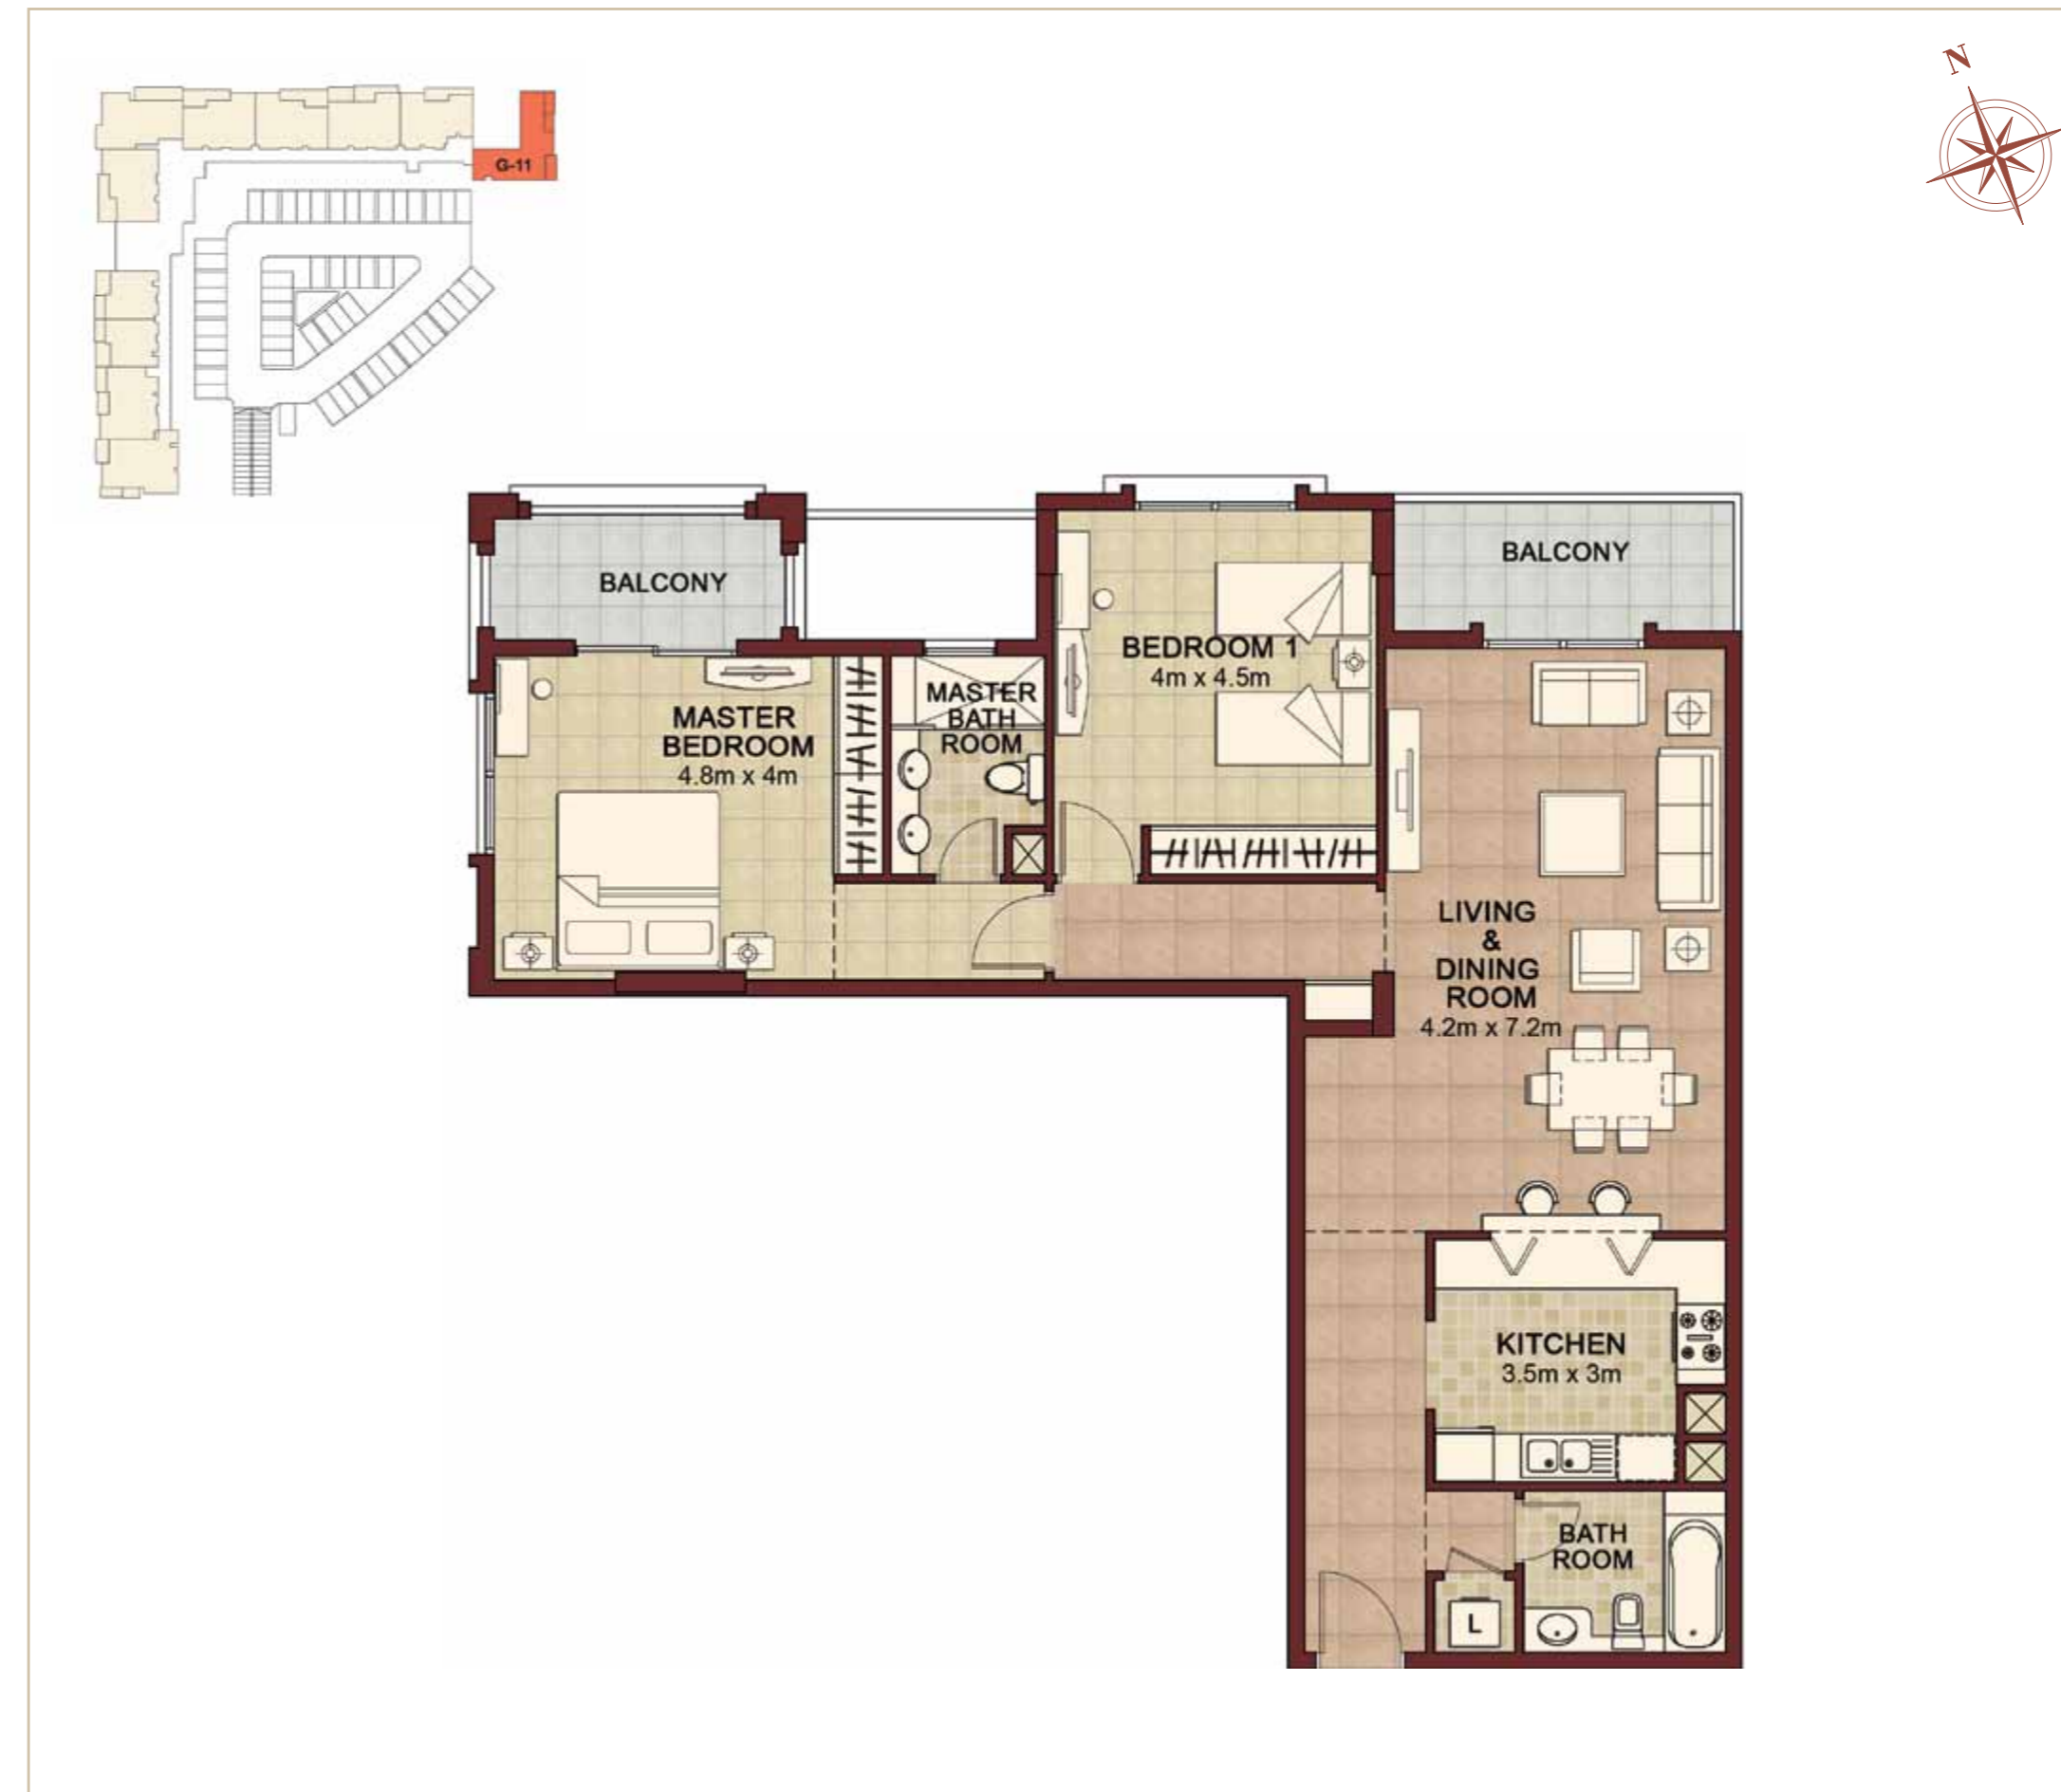 N
G-11
BALCONY
BALCONY
BEDROOM 1
4m x 4.5m
MASTER
BATH
ROOM
MASTER
BEDROOM
4.8m x 4m
LIVING
&
DINING
ROOM
4.2m x 7.2m
KITCHEN
3.5m x 3m
BATH
ROOM
L